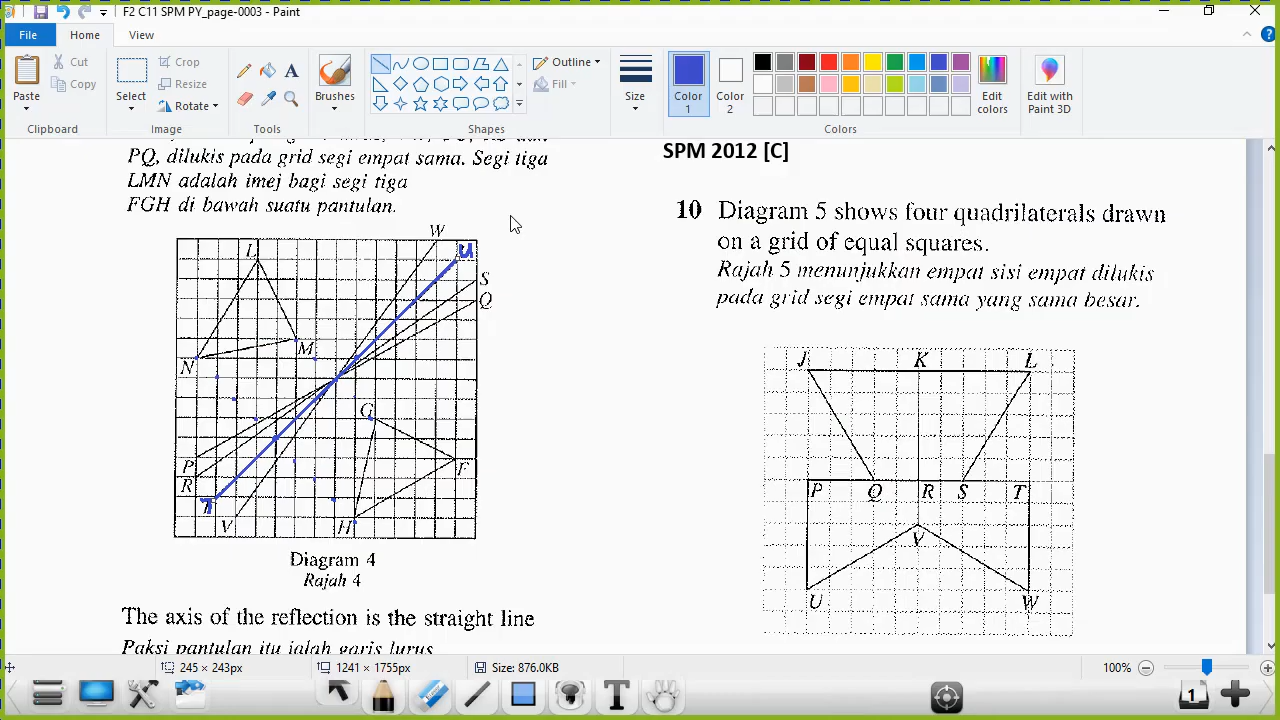 F2 C11 SPM PY_page-0003 - Paint
File Home View
Paste Cut Copy Clipboard
Select Crop Resize Rotate Image
Tools
Brushes
Shapes Outline Fill
Size
Color 1 Color 2
Colors
Edit colors
Edit with Paint 3D
PQ, dilukis pada grid segi empat sama. Segi tiga
LMN adalah imej bagi segi tiga
FGH di bawah suatu pantulan.
W
L U
S
Q
M
N
G
P F
R
T
V H
Diagram 4
Rajah 4
The axis of the reflection is the straight line
Paksi pantulan itu ialah garis lurus
SPM 2012 [C]
10 Diagram 5 shows four quadrilaterals drawn
on a grid of equal squares.
Rajah 5 menunjukkan empat sisi empat dilukis
pada grid segi empat sama yang sama besar.
J K L
P Q R S T
V
U W
245 × 243px 1241 × 1755px Size: 876.0KB 100%
T 1